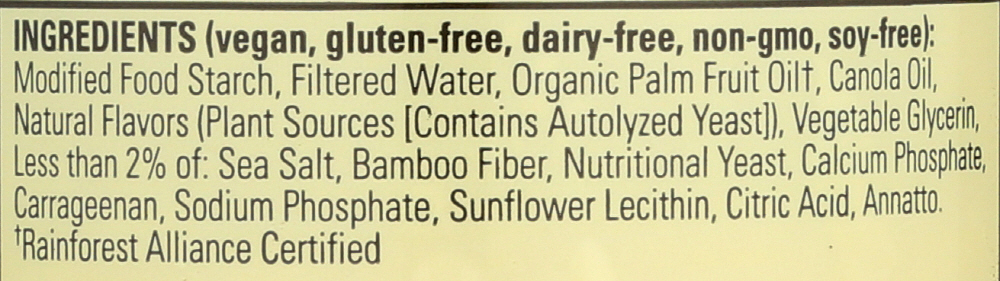 INGREDIENTS (vegan, gluten-free, dairy-free, non-gmo, soy-free):
Modified Food Starch, Filtered Water, Organic Palm Fruit Oil†, Canola Oil,
Natural Flavors (Plant Sources [Contains Autolyzed Yeast]), Vegetable Glycerin,
Less than 2% of: Sea Salt, Bamboo Fiber, Nutritional Yeast, Calcium Phosphate,
Carrageenan, Sodium Phosphate, Sunflower Lecithin, Citric Acid, Annatto.
†Rainforest Alliance Certified